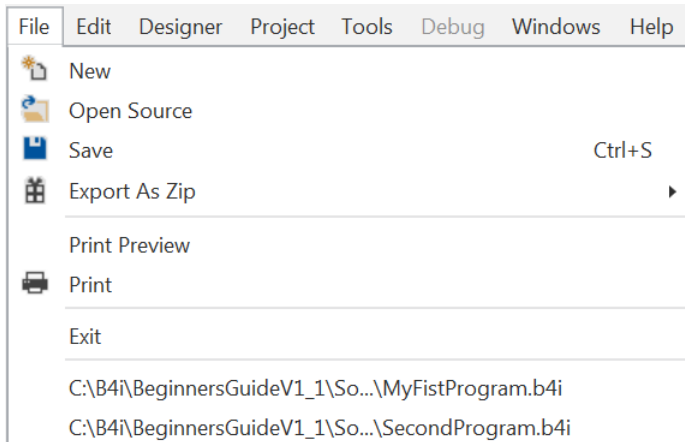 File Edit Designer Project Tools Debug Windows Help
New
Open Source
Save Ctrl+S
Export As Zip
Print Preview
Print
Exit
C:\B4i\BeginnersGuideV1_1\So...\MyFistProgram.b4i
C:\B4i\BeginnersGuideV1_1\So...\SecondProgram.b4i